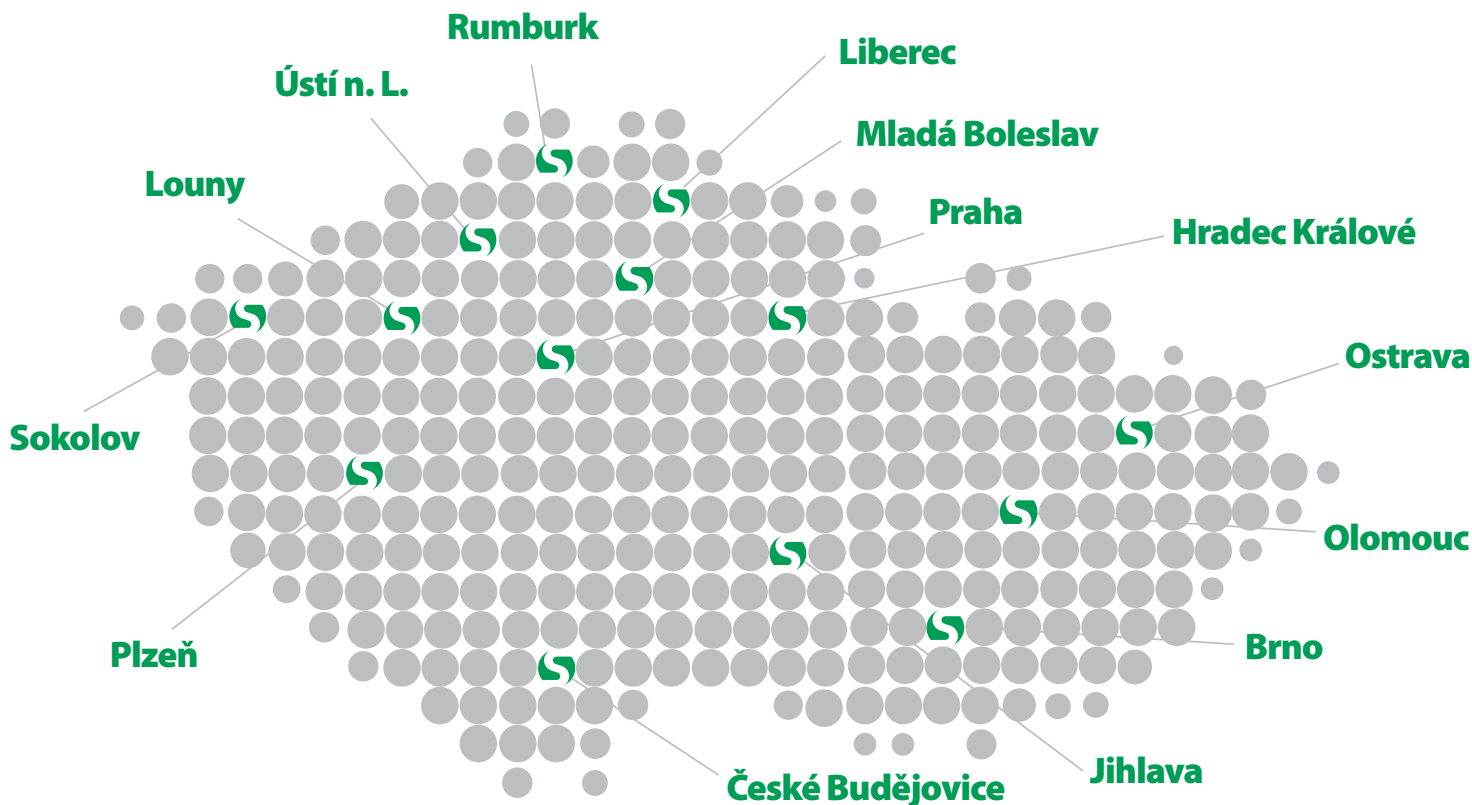 Rumburk
Liberec
Ústí n. L.
Mladá Boleslav
Louny
Praha
Hradec Králové
Ostrava
Sokolov
Olomouc
Plzeň
Brno
Jihlava
České Budějovice